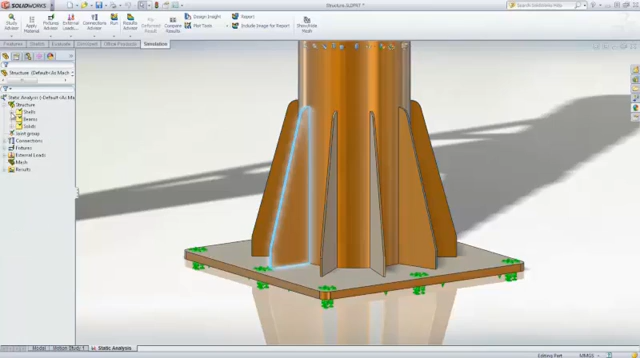 SOLIDWORKS
Structure.SLDPRT *
Study Advisor
Apply Material
Fixtures Advisor
External Loads...
Connections Advisor
Run
Results Advisor
Deformed Result
Compare Results
Design Insight
Plot Tools
Report
Include Image for Report
Show/Hide Mesh
Features
Sketch
Evaluate
DimXpert
Office Products
Simulation
Structure (Default<As Mach
Static Analysis (-Default<As Mach
Structure
Shells
Beams
Solids
Joint group
Connections
Fixtures
External Loads
Mesh
Results
Model
Motion Study 1
Static Analysis
Editing Part
MMGS